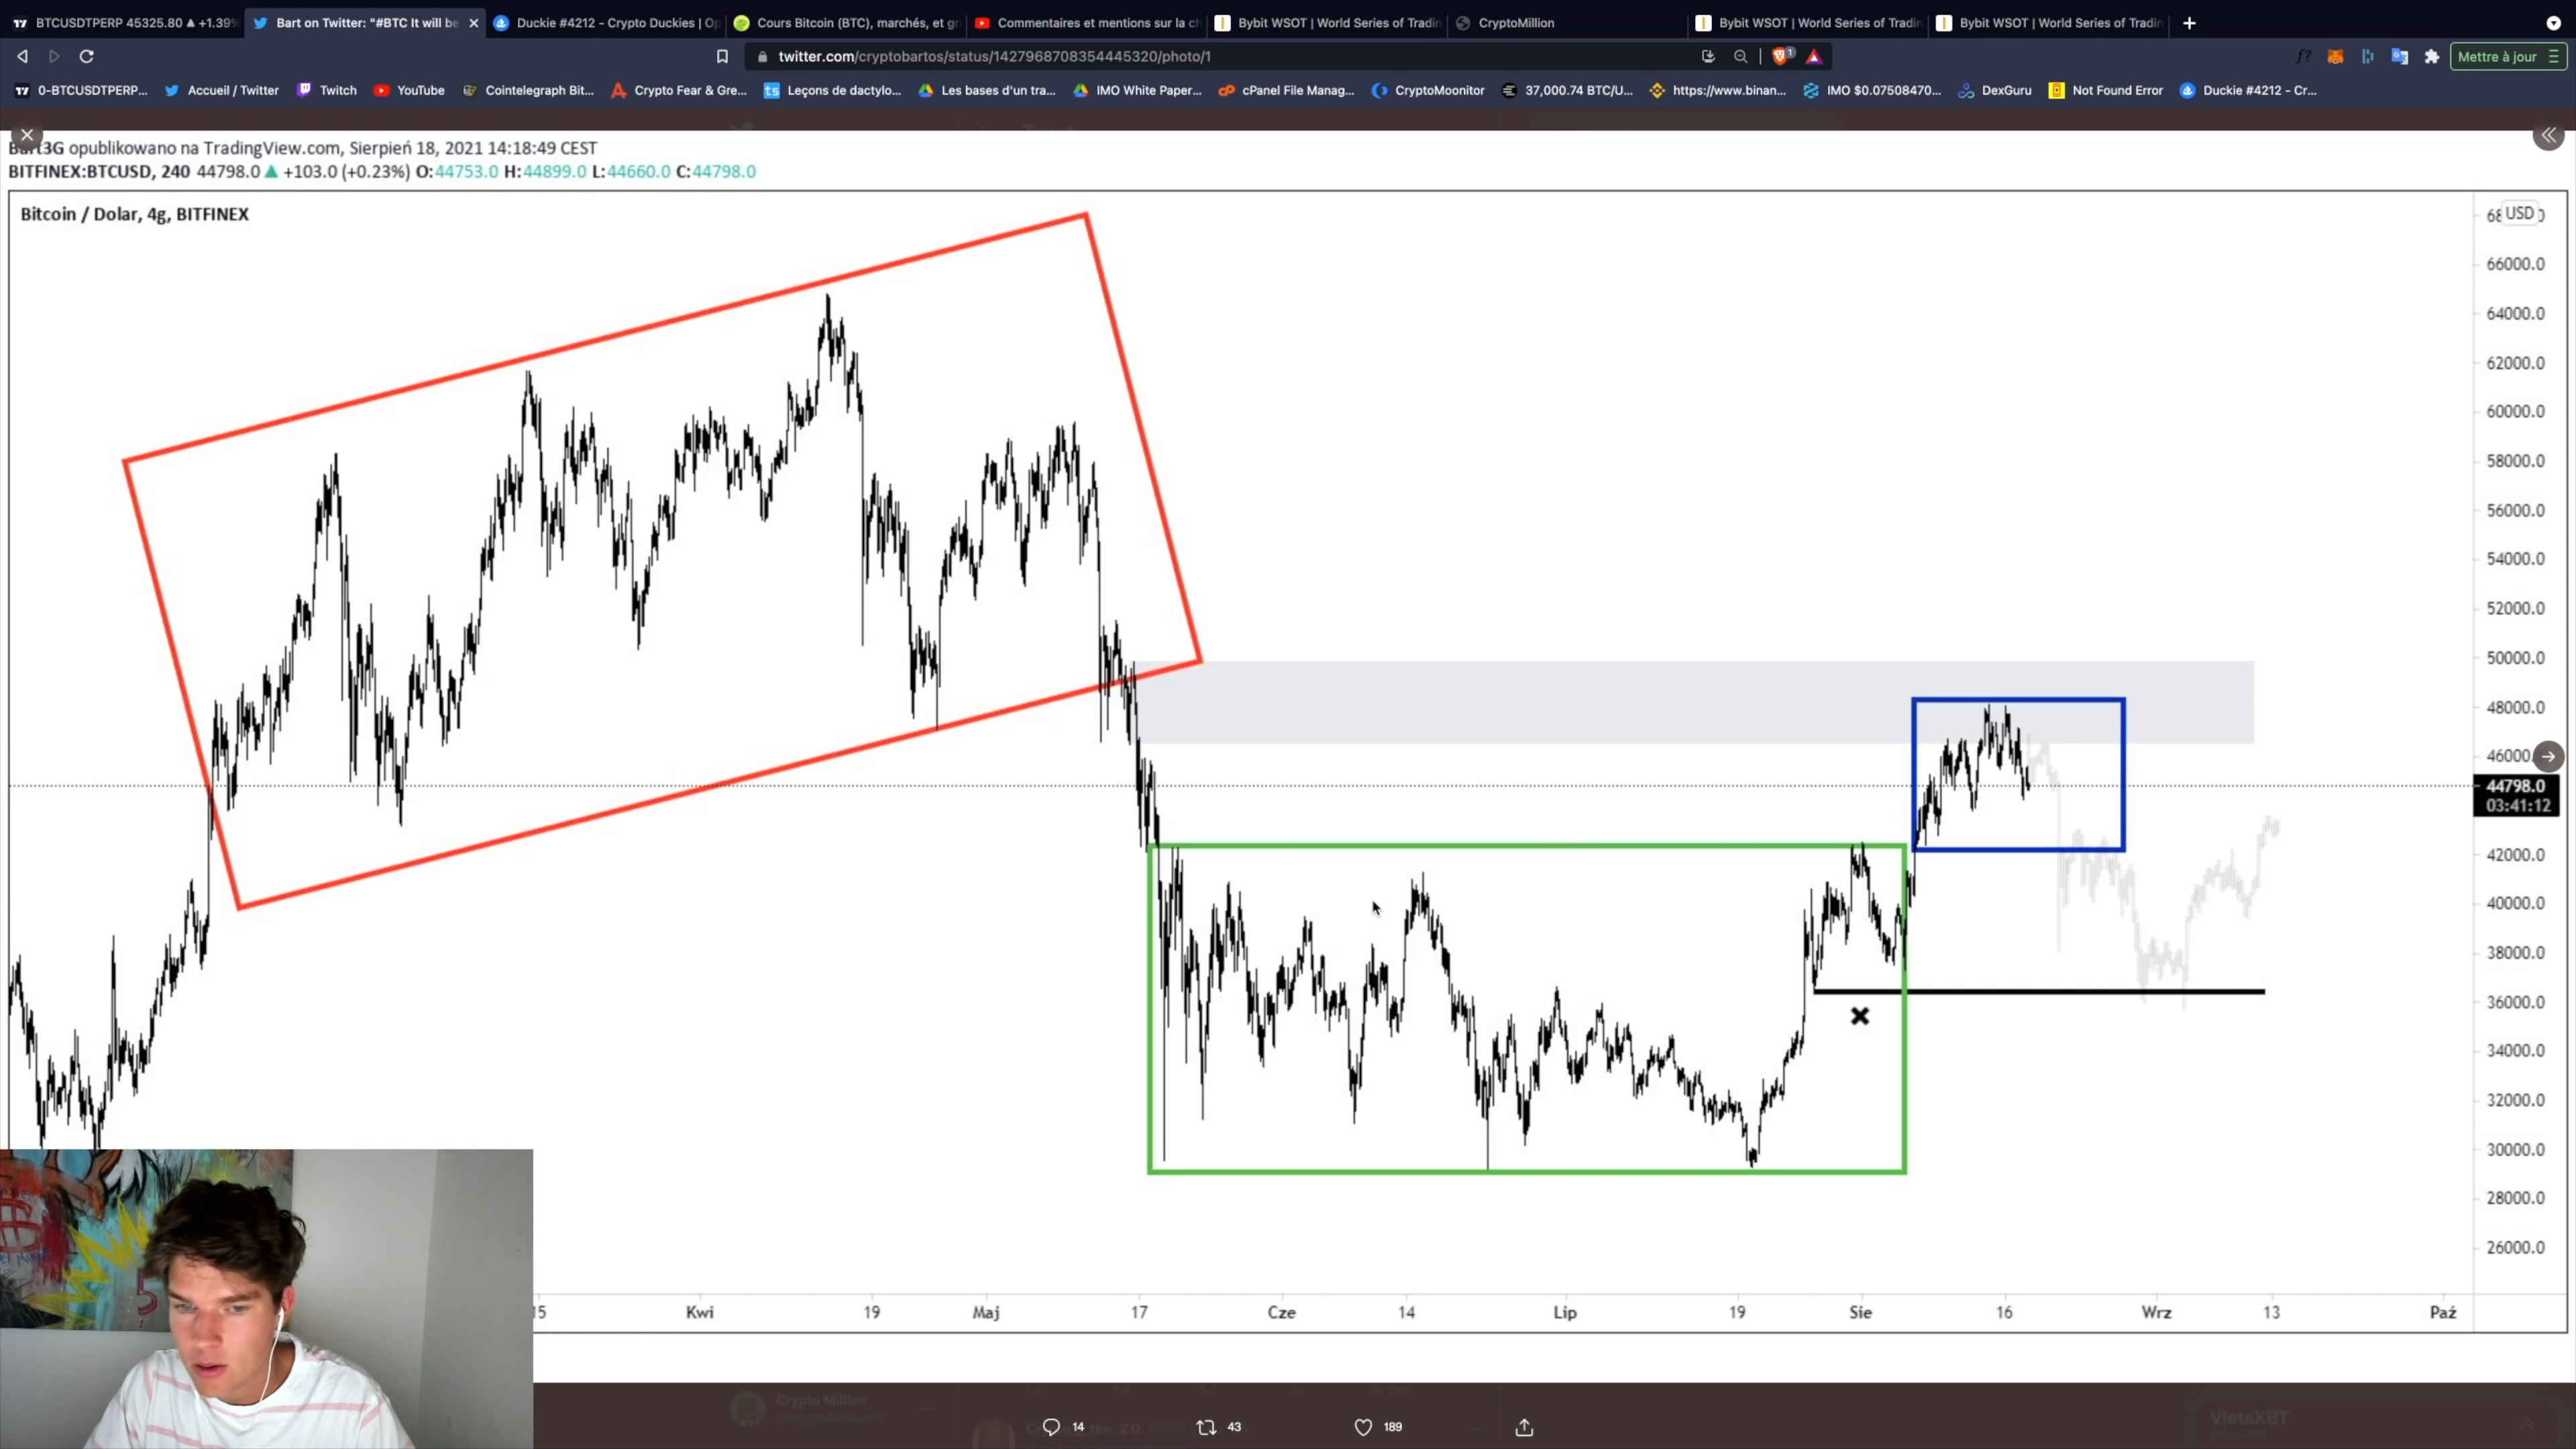 BTCUSDTPERP 45325.80 ▲ +1.39%
Bart on Twitter: "#BTC It will be
Duckie #4212 - Crypto Duckies | Op
Cours Bitcoin (BTC), marchés, et gr
Commentaires et mentions sur la ch
Bybit WSOT | World Series of Tradin
CryptoMillion
Bybit WSOT | World Series of Tradin
Bybit WSOT | World Series of Tradin
twitter.com/cryptobartos/status/1427968708354445320/photo/1
1
f?
Mettre à jour
0-BTCUSDTPERP...
Accueil / Twitter
Twitch
YouTube
Cointelegraph Bit...
Crypto Fear & Gre...
ts
Leçons de dactylo...
Les bases d'un tra...
IMO White Paper...
cPanel File Manag...
CryptoMoonitor
37,000.74 BTC/U...
https://www.binan...
IMO $0.07508470...
DexGuru
Not Found Error
Duckie #4212 - Cr...
Bart3G opublikowano na TradingView.com, Sierpień 18, 2021 14:18:49 CEST
BITFINEX:BTCUSD, 240 44798.0 ▲ +103.0 (+0.23%) O:44753.0 H:44899.0 L:44660.0 C:44798.0
Bitcoin / Dolar, 4g, BITFINEX
USD
66000.0
64000.0
62000.0
60000.0
58000.0
56000.0
54000.0
52000.0
50000.0
48000.0
46000.
44798.0
03:41:12
42000.0
40000.0
38000.0
36000.0
34000.0
32000.0
30000.0
28000.0
26000.0
15 Kwi 19 Maj 17 Cze 14 Lip 19 Sie 16 Wrz 13 Paź
Crypto Million
VieteXBT
14 43 189